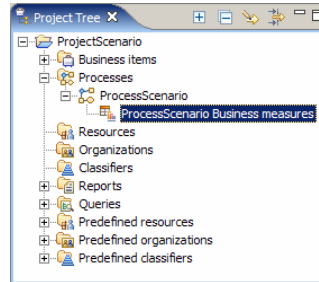 Project Tree
ProjectScenario
Business items
Processes
ProcessScenario
ProcessScenario Business measures
Resources
Organizations
Classifiers
Reports
Queries
Predefined resources
Predefined organizations
Predefined classifiers